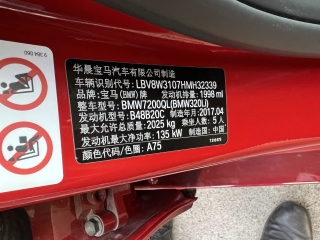 华晨宝马汽车有限公司制造
车辆识别代号: LBV8W3107HMH32339
品牌: 宝马(BMW)牌 发动机排量: 1998 ml
整车型号: BMW7200QL(BMW320Li)
发动机型号: B48B20C 制造年月: 2017.04
最大允许总质量: 2025 kg 乘坐人数: 5人
发动机最大净功率: 135 kW 制造国: 中国
颜色代码/色圈: A75